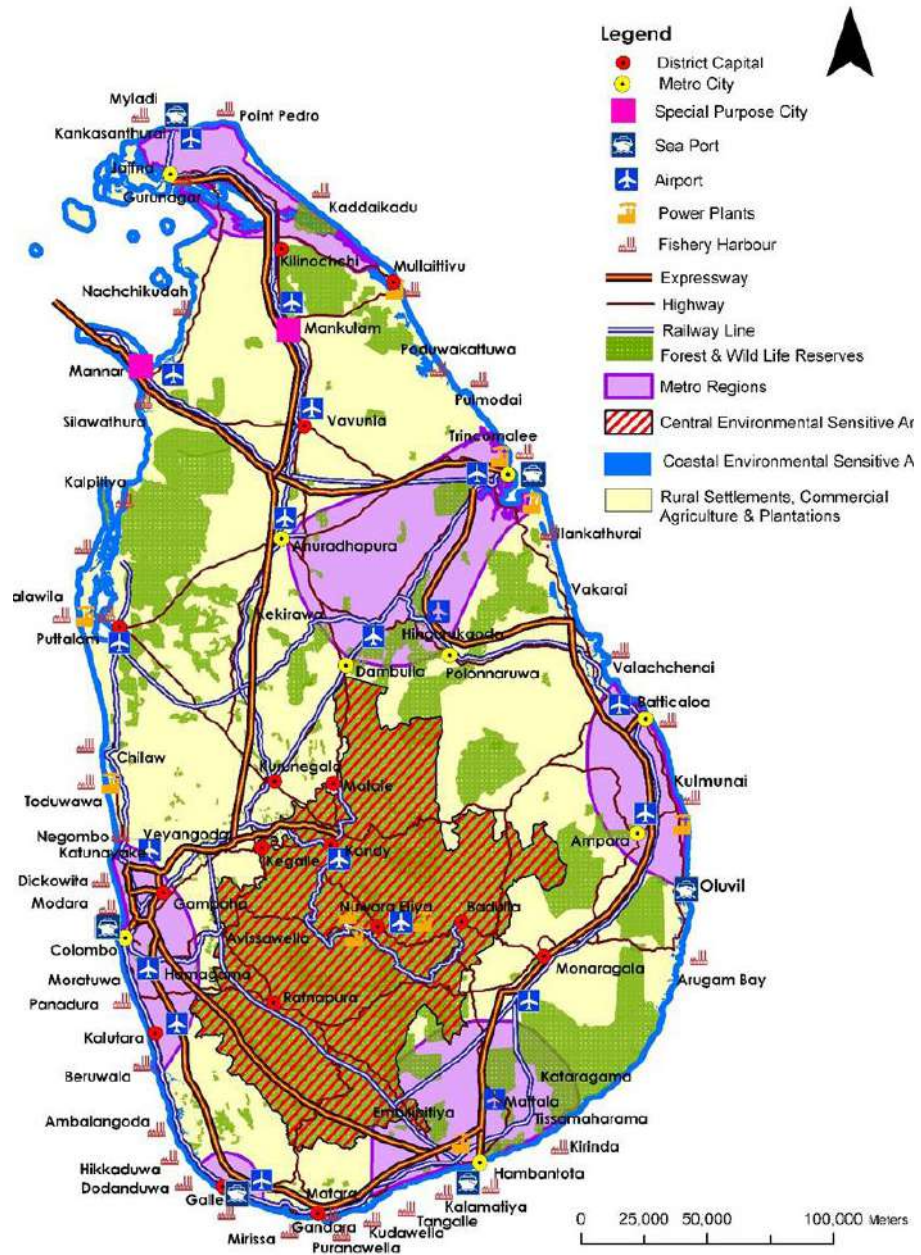 Legend
District Capital
Metro City
Special Purpose City
Sea Port
Airport
Power Plants
Fishery Harbour
Expressway
Highway
Railway Line
Forest & Wild Life Reserves
Metro Regions
Central Environmental Sensitive Ar
Coastal Environmental Sensitive A
Rural Settlements, Commercial
Agriculture & Plantations
Myladi
Point Pedro
Kankasanthurai
Jaffna
Gurunagar
Kaddaikadu
Kilinochchi
Mullaittivu
Nachchikudah
Mankulam
Mannar
Poduwakattuwa
Pulmodai
Silawathura
Vavunia
Trincomalee
Kalpitiya
Illankathurai
Anuradhapura
Vakarai
alawila
Kekirawa
Hingurukgoda
Puttalam
Dambulla
Polonnaruwa
Valachchenai
Batticaloa
Chilaw
Kurunegala
Matale
Kulmunai
Toduwawa
Negombo
Veyangoda
Katunayake
Kegalle
Kandy
Ampara
Dickowita
Gampaha
Oluvil
Modara
Nuwara Eliya
Badulla
Colombo
Avissawella
Monaragala
Moratuwa
Homagama
Arugam Bay
Panadura
Ratnapura
Kalutara
Beruwala
Kataragama
Embilipitiya
Mattala
Ambalangoda
Tissamaharama
Kirinda
Hikkaduwa
Hambantota
Dodanduwa
Galle
Matara
Kalamatiya
Tangalle
Gandara
Kudawella
Mirissa
Puranawella
0 25,000 50,000 100,000 Meters